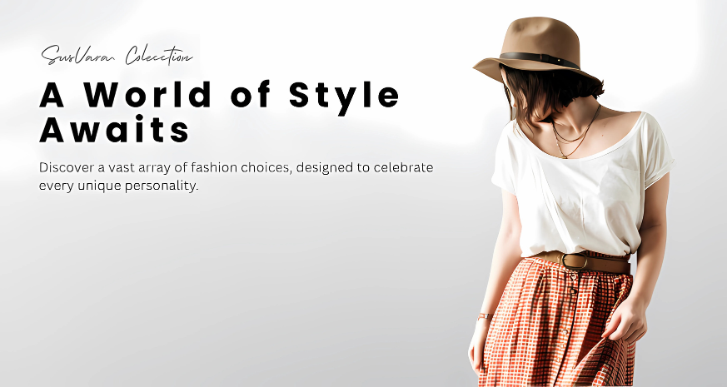 SusVara Colecction
A World of Style
Awaits
Discover a vast array of fashion choices, designed to celebrate
every unique personality.